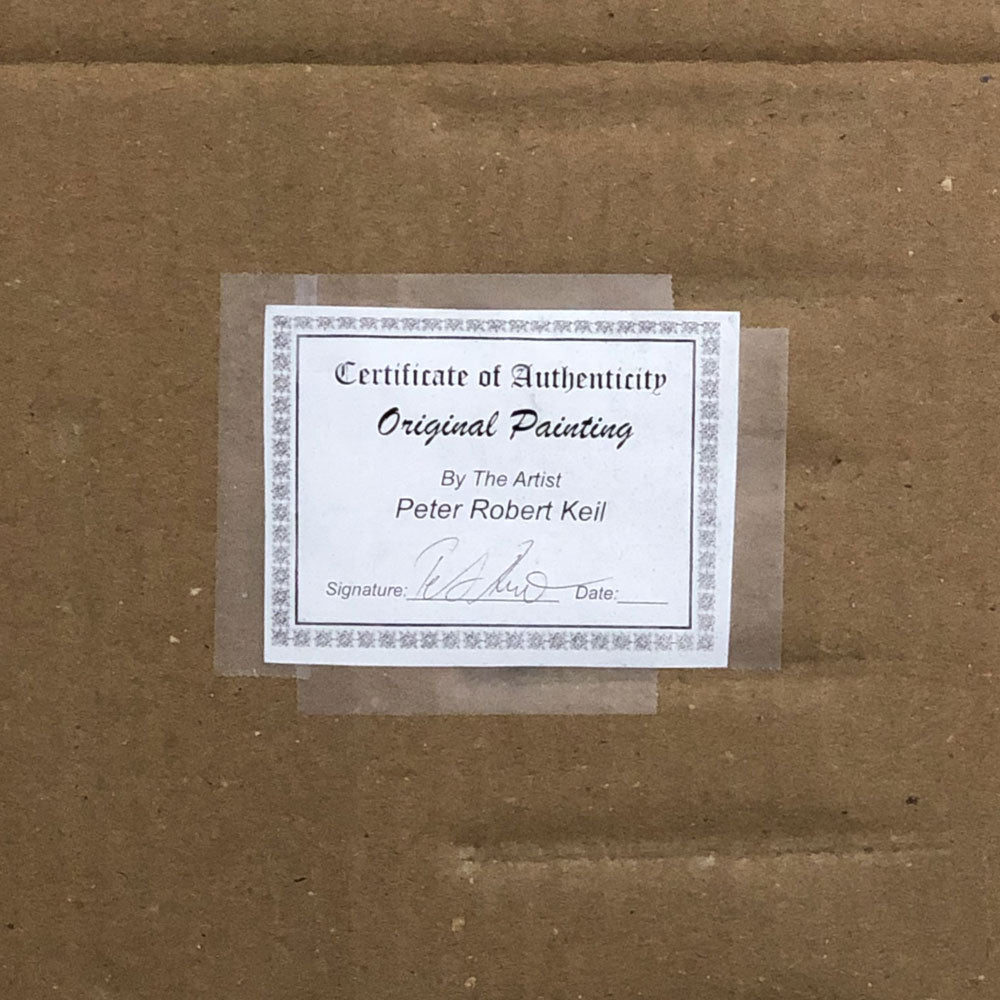 Certificate of Authenticity
Original Painting
By The Artist
Peter Robert Keil
Signature: Date: